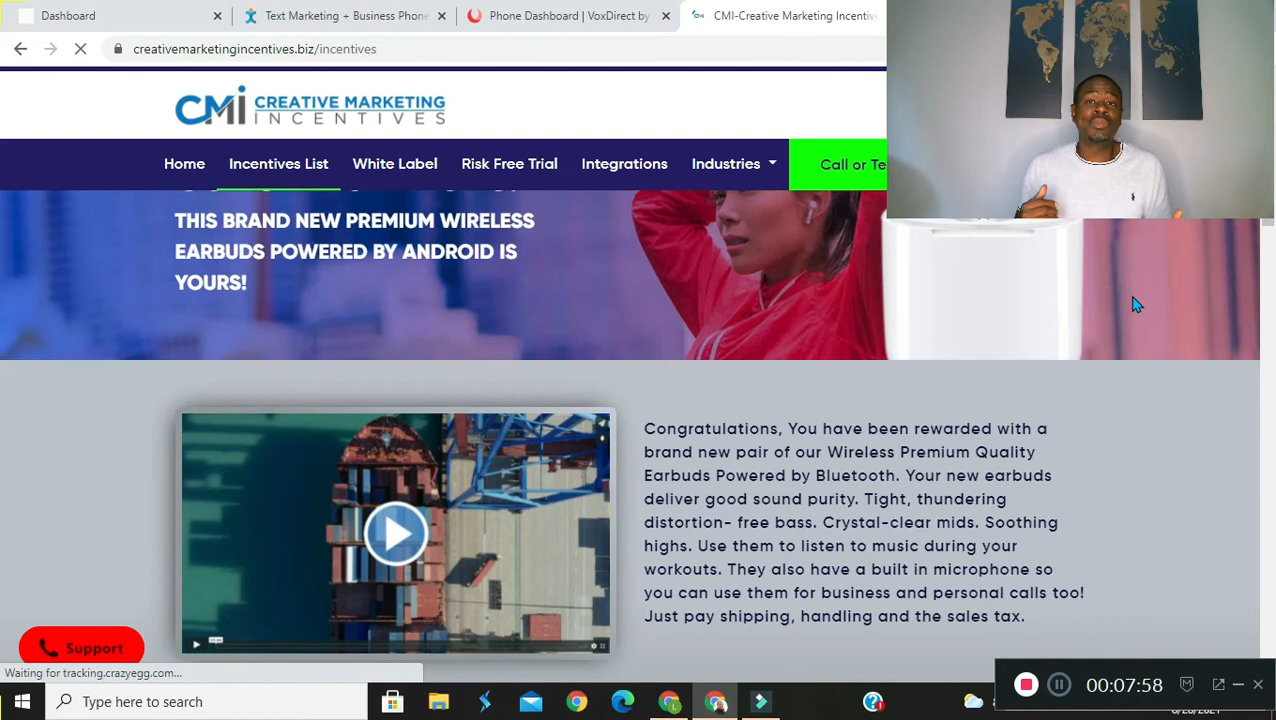 Dashboard
Text Marketing + Business Phone
Phone Dashboard | VoxDirect by
CMI-Creative Marketing Incentive
creativemarketingincentives.biz/incentives
CMi CREATIVE MARKETING
INCENTIVES
Home
Incentives List
White Label
Risk Free Trial
Integrations
Industries
Call or Te
THIS BRAND NEW PREMIUM WIRELESS
EARBUDS POWERED BY ANDROID IS
YOURS!
Congratulations, You have been rewarded with a
brand new pair of our Wireless Premium Quality
Earbuds Powered by Bluetooth. Your new earbuds
deliver good sound purity. Tight, thundering
distortion- free bass. Crystal-clear mids. Soothing
highs. Use them to listen to music during your
workouts. They also have a built in microphone so
you can use them for business and personal calls too!
Just pay shipping, handling and the sales tax.
Support
Waiting for tracking.crazyegg.com...
Type here to search
00:07:58